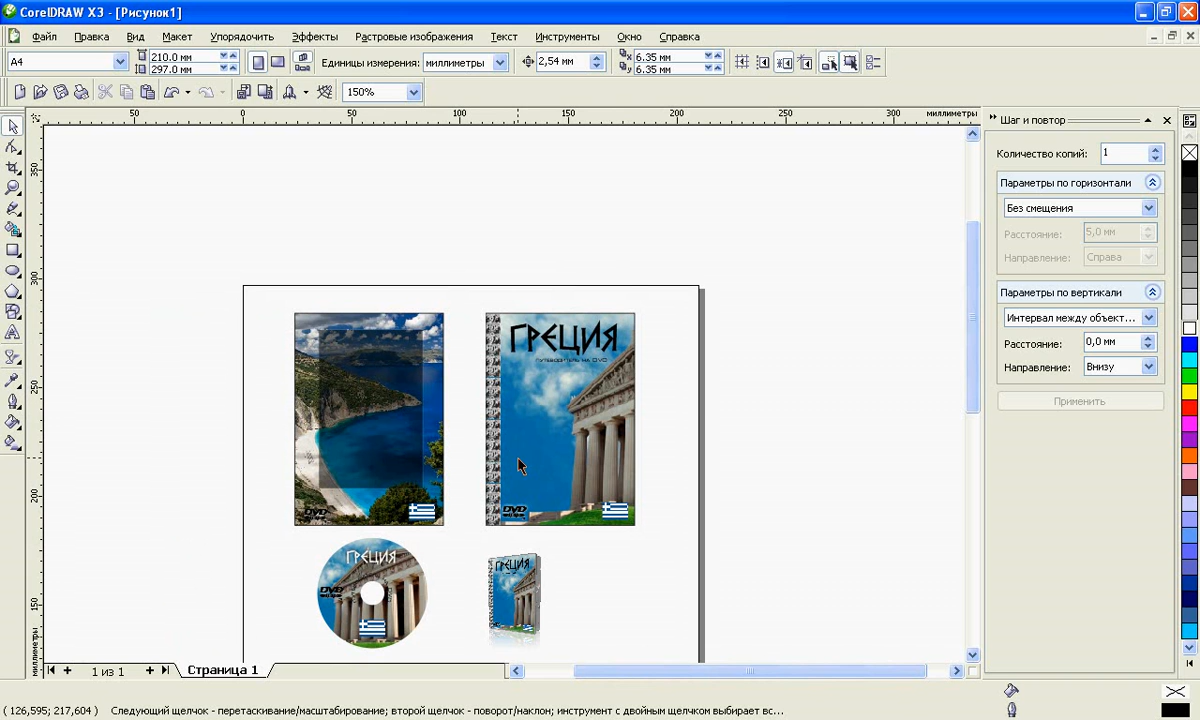 CorelDRAW X3 - [Рисунок1]
Файл Правка Вид Макет Упорядочить Эффекты Растровые изображения Текст Инструменты Окно Справка
A4 210.0 мм 297.0 мм Единицы измерения: миллиметры 2,54 мм x 6.35 мм y 6.35 мм
150%
50 0 50 100 150 200 250 300 миллиметры
350
300
250
200
150
миллиметры
Шаг и повтор
Количество копий: 1
Параметры по горизонтали
Без смещения
Расстояние: 5,0 мм
Направление: Справа
Параметры по вертикали
Интервал между объект...
Расстояние: 0,0 мм
Направление: Внизу
Применить
ГРЕЦИЯ
путеводитель на DVD
DVD
DVD
ГРЕЦИЯ
DVD
ГРЕЦИЯ
1 из 1 Страница 1
( 126,595; 217,604 ) Следующий щелчок - перетаскивание/масштабирование; второй щелчок - поворот/наклон; инструмент с двойным щелчком выбирает вс...